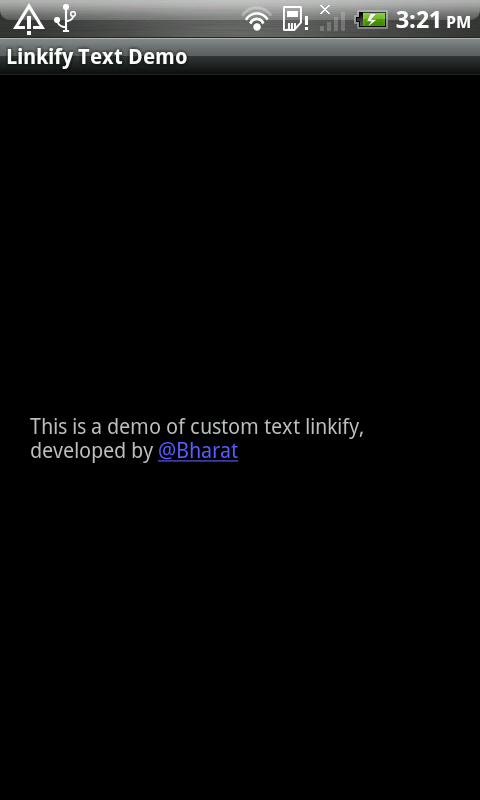 3:21 PM
Linkify Text Demo
This is a demo of custom text linkify,
developed by @Bharat